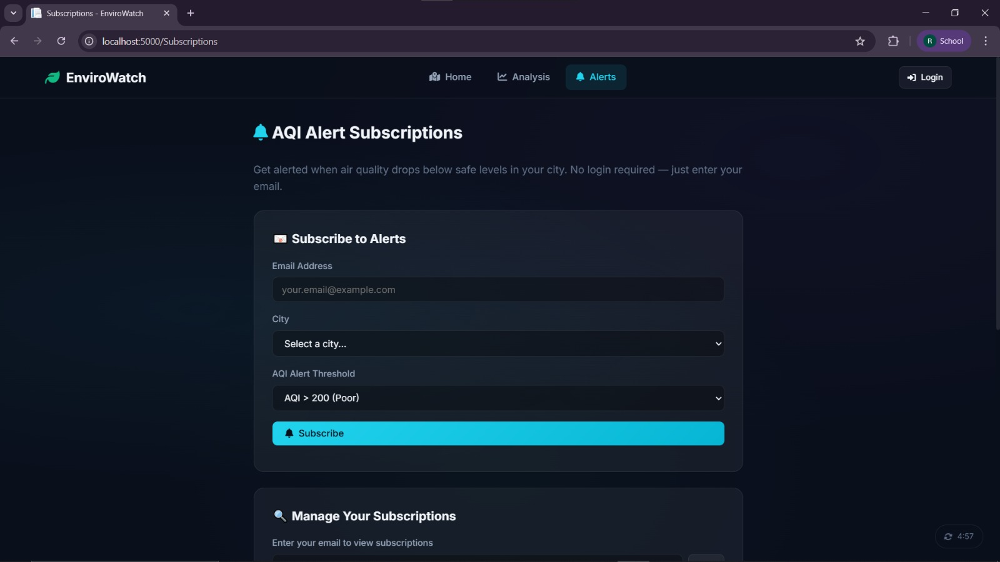 Subscriptions - EnviroWatch
localhost:5000/Subscriptions
R School
EnviroWatch
Home
Analysis
Alerts
Login
AQI Alert Subscriptions
Get alerted when air quality drops below safe levels in your city. No login required — just enter your
email.
Subscribe to Alerts
Email Address
your.email@example.com
City
Select a city...
AQI Alert Threshold
AQI > 200 (Poor)
Subscribe
Manage Your Subscriptions
Enter your email to view subscriptions
4:57